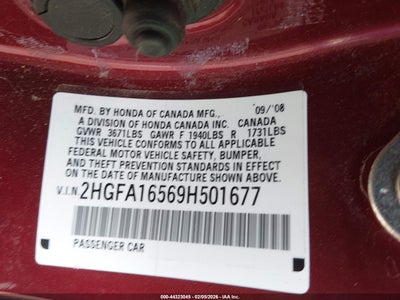 MFD. BY HONDA OF CANADA MFG., '09/'08
A DIVISION OF HONDA CANADA INC. CANADA
GVWR 3671LBS GAWR F 1940LBS R 1731LBS
THIS VEHICLE CONFORMS TO ALL APPLICABLE
FEDERAL MOTOR VEHICLE SAFETY, BUMPER,
AND THEFT PREVENTION STANDARDS IN EFFECT
ON THE DATE OF MANUFACTURE SHOWN ABOVE.
V.I.N 2HGFA16569H501677
PASSENGER CAR
000-44323045 - 02/09/2026 - IAA Inc.